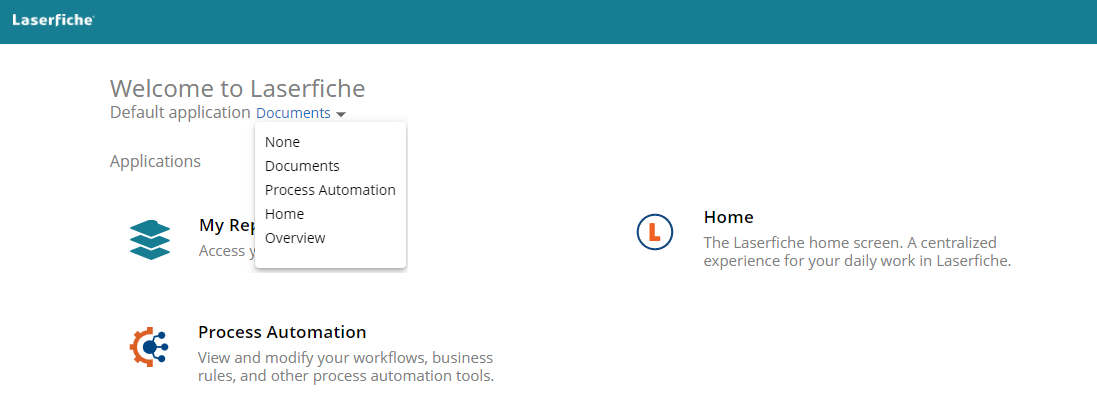 Laserfiche
Welcome to Laserfiche
Default application Documents
None
Documents
Process Automation
Home
Overview
Applications
My Rep
Access y
Home
The Laserfiche home screen. A centralized
experience for your daily work in Laserfiche.
Process Automation
View and modify your workflows, business
rules, and other process automation tools.